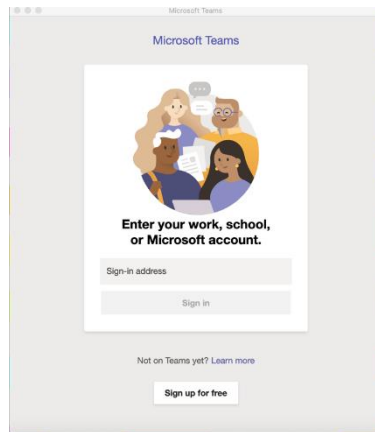 Microsoft Teams
Microsoft Teams
Enter your work, school,
or Microsoft account.
Sign-in address
Sign in
Not on Teams yet? Learn more
Sign up for free